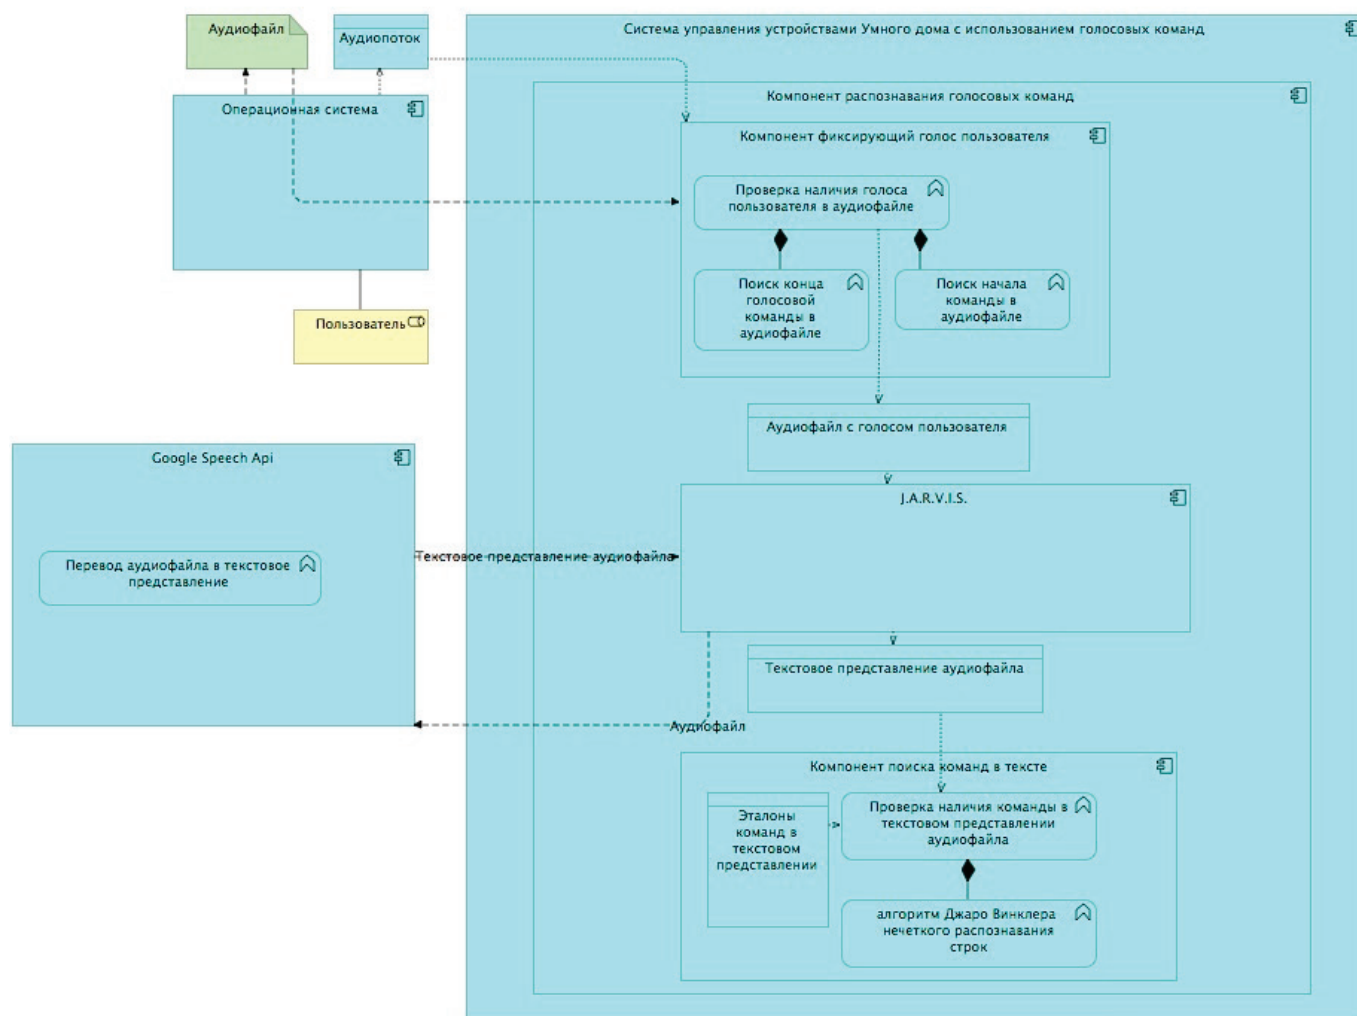 Аудиофайл
Аудиопоток
Система управления устройствами Умного дома с использованием голосовых команд
Операционная система
Компонент распознавания голосовых команд
Компонент фиксирующий голос пользователя
Проверка наличия голоса
пользователя в аудиофайле
Поиск конца
голосовой
команды в
аудиофайле
Поиск начала
команды в
аудиофайле
Пользователь
Аудиофайл с голосом пользователя
Google Speech Api
J.A.R.V.I.S.
Текстовое представление аудиофайла
Перевод аудиофайла в текстовое
представление
Текстовое представление аудиофайла
Аудиофайл
Компонент поиска команд в тексте
Эталоны
команд в
текстовом
представлении
Проверка наличия команды в
текстовом представлении
аудиофайла
алгоритм Джаро Винклера
нечеткого распознавания
строк